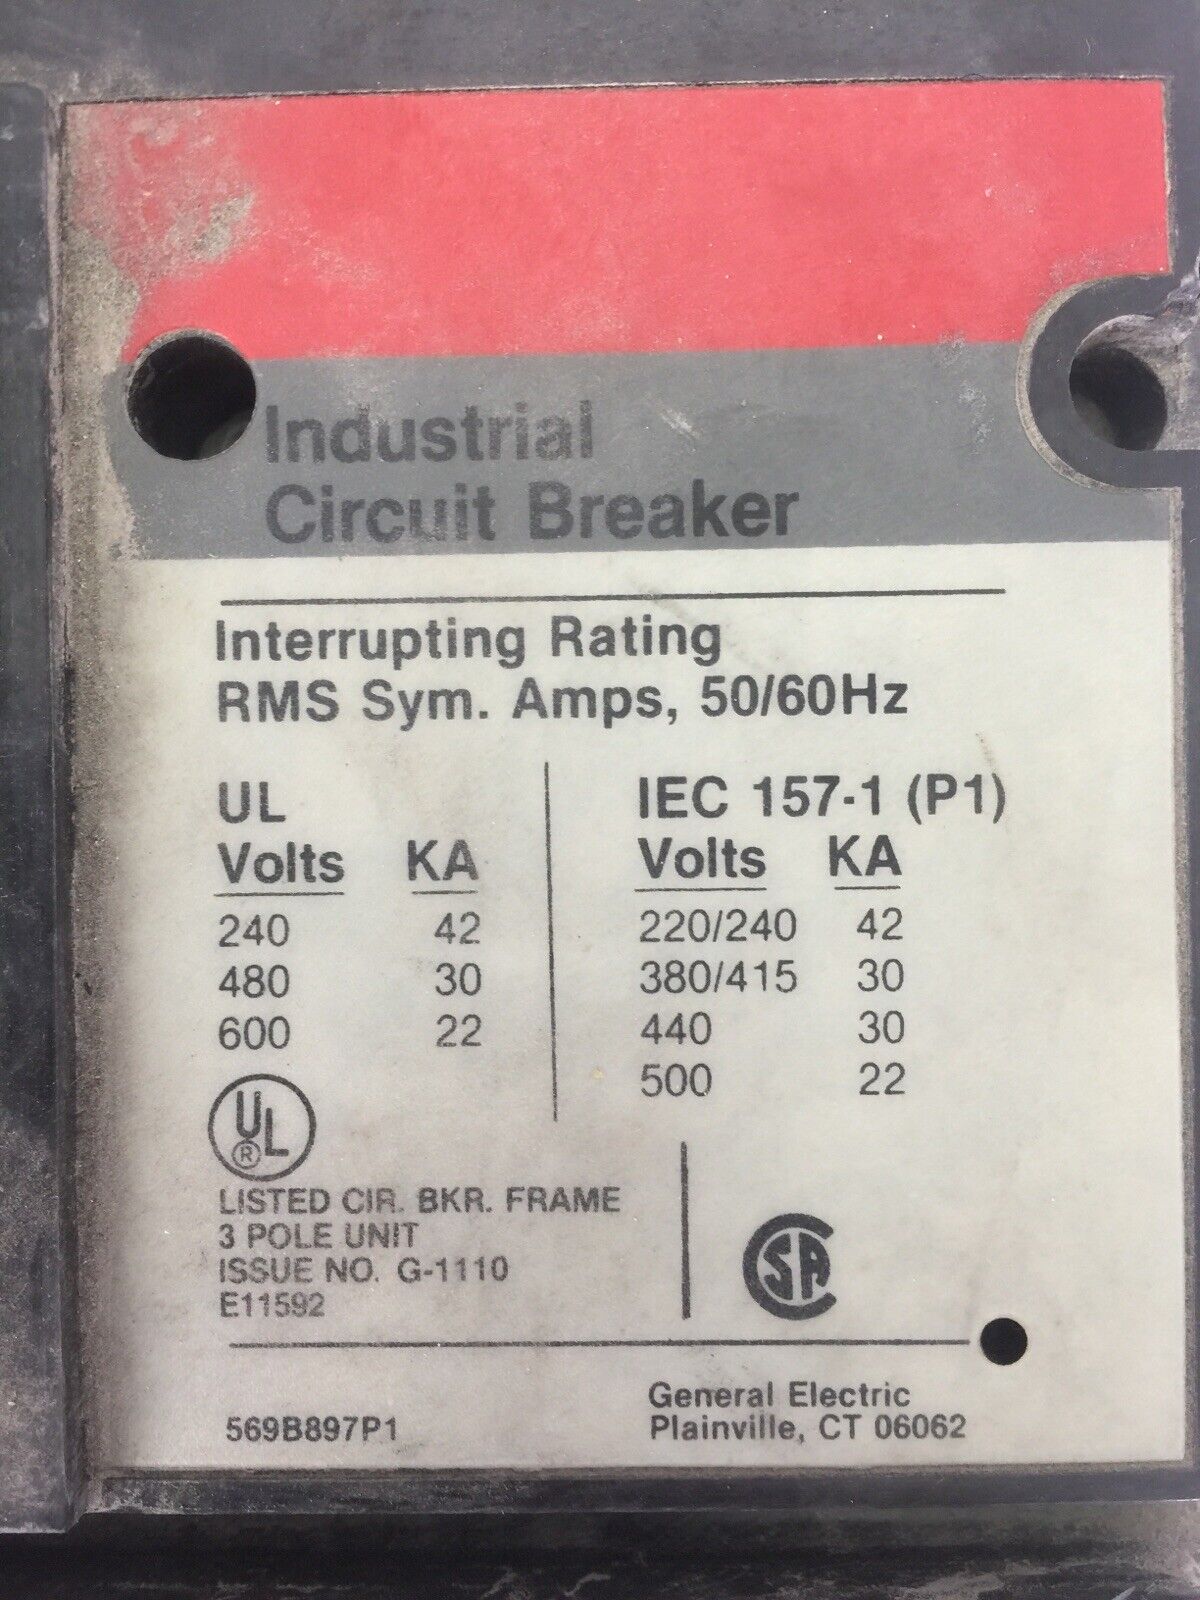 Industrial
Circuit Breaker
Interrupting Rating
RMS Sym. Amps, 50/60Hz
UL
Volts KA
240 42
480 30
600 22
IEC 157-1 (P1)
Volts KA
220/240 42
380/415 30
440 30
500 22
UL ®
LISTED CIR. BKR. FRAME
3 POLE UNIT
ISSUE NO. G-1110
E11592
CSA
569B897P1
General Electric
Plainville, CT 06062